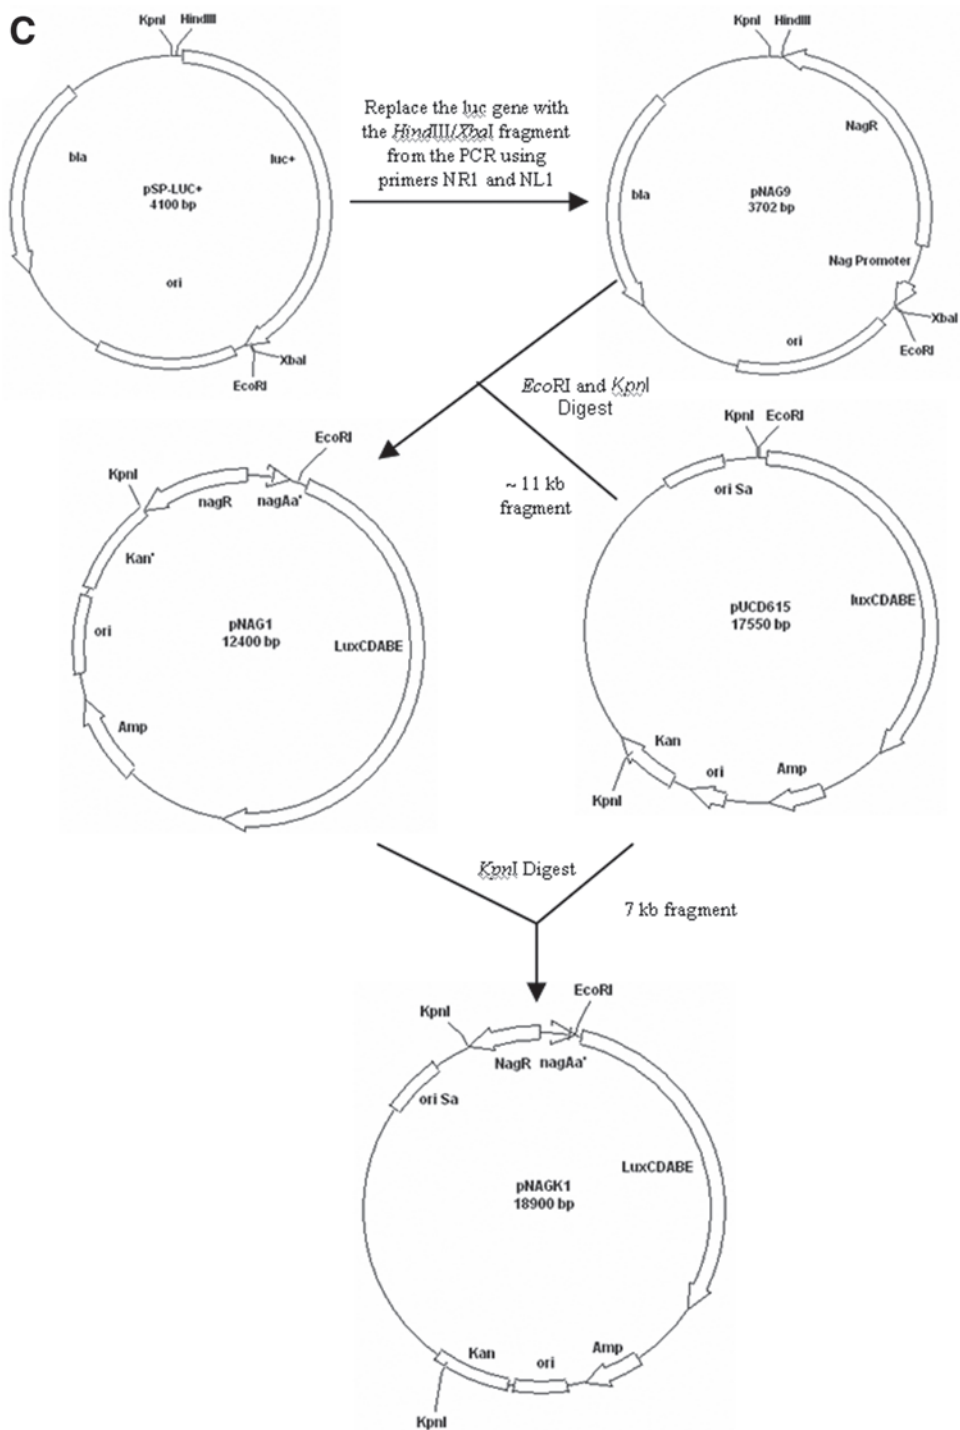 C
KpnI HindIII
bla
luc+
pSP-LUC+
4100 bp
ori
XbaI
EcoRI
Replace the luc gene with
the HindIII/XbaI fragment
from the PCR using
primers NR1 and NL1
KpnI HindIII
NagR
bla
pNAG9
3702 bp
Nag Promoter
XbaI
EcoRI
ori
EcoRI and KpnI
Digest
~ 11 kb
fragment
EcoRI
KpnI
nagR nagAa'
Kan'
ori
pNAG1
12400 bp
LuxCDABE
Amp
KpnI EcoRI
ori Sa
pUCD615
17550 bp
luxCDABE
Kan
ori
Amp
KpnI
KpnI Digest
7 kb fragment
EcoRI
KpnI
NagR nagAa'
ori Sa
LuxCDABE
pNAGK1
18900 bp
Kan
ori
Amp
KpnI